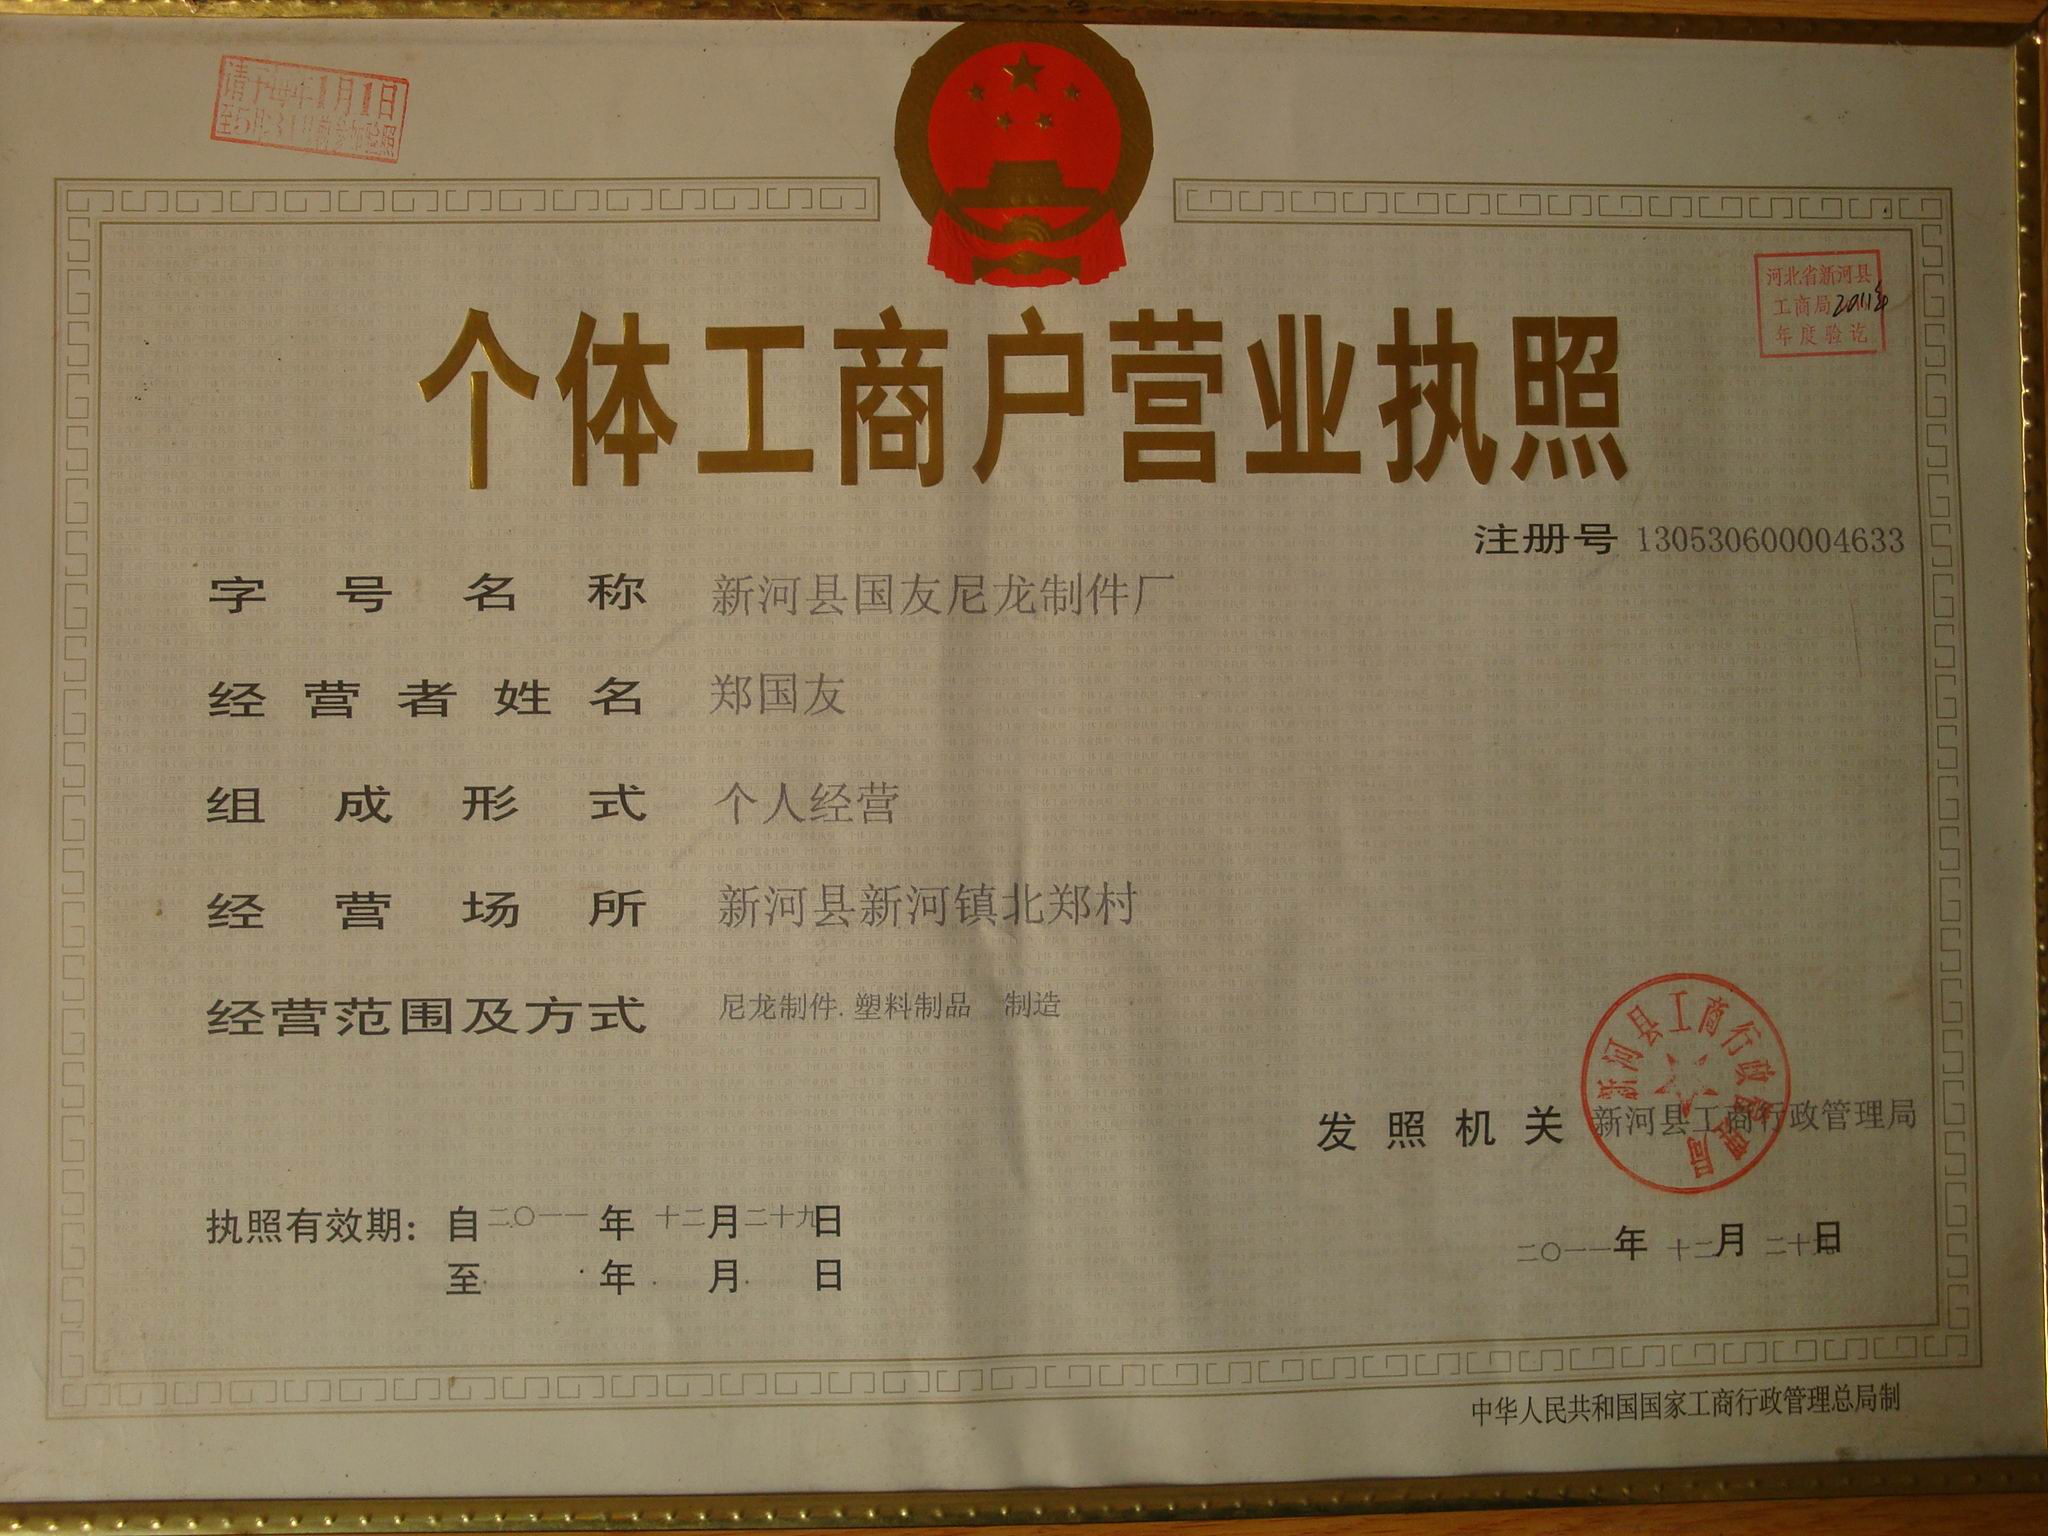 请于每年1月1日
至5月31日前参加验照
河北省新河县
工商局2011年
年度验讫
个体工商户营业执照
注册号 130530600004633
字号名称 新河县国友尼龙制件厂
经营者姓名 郑国友
组成形式 个人经营
经营场所 新河县新河镇北郑村
经营范围及方式 尼龙制件.塑料制品 制造
新河县工商行政管理局
发照机关 新河县工商行政管理局
执照有效期: 自二〇一一年十二月二十九日
至 年 月 日
二〇一一年十二月二十九日
中华人民共和国国家工商行政管理总局制